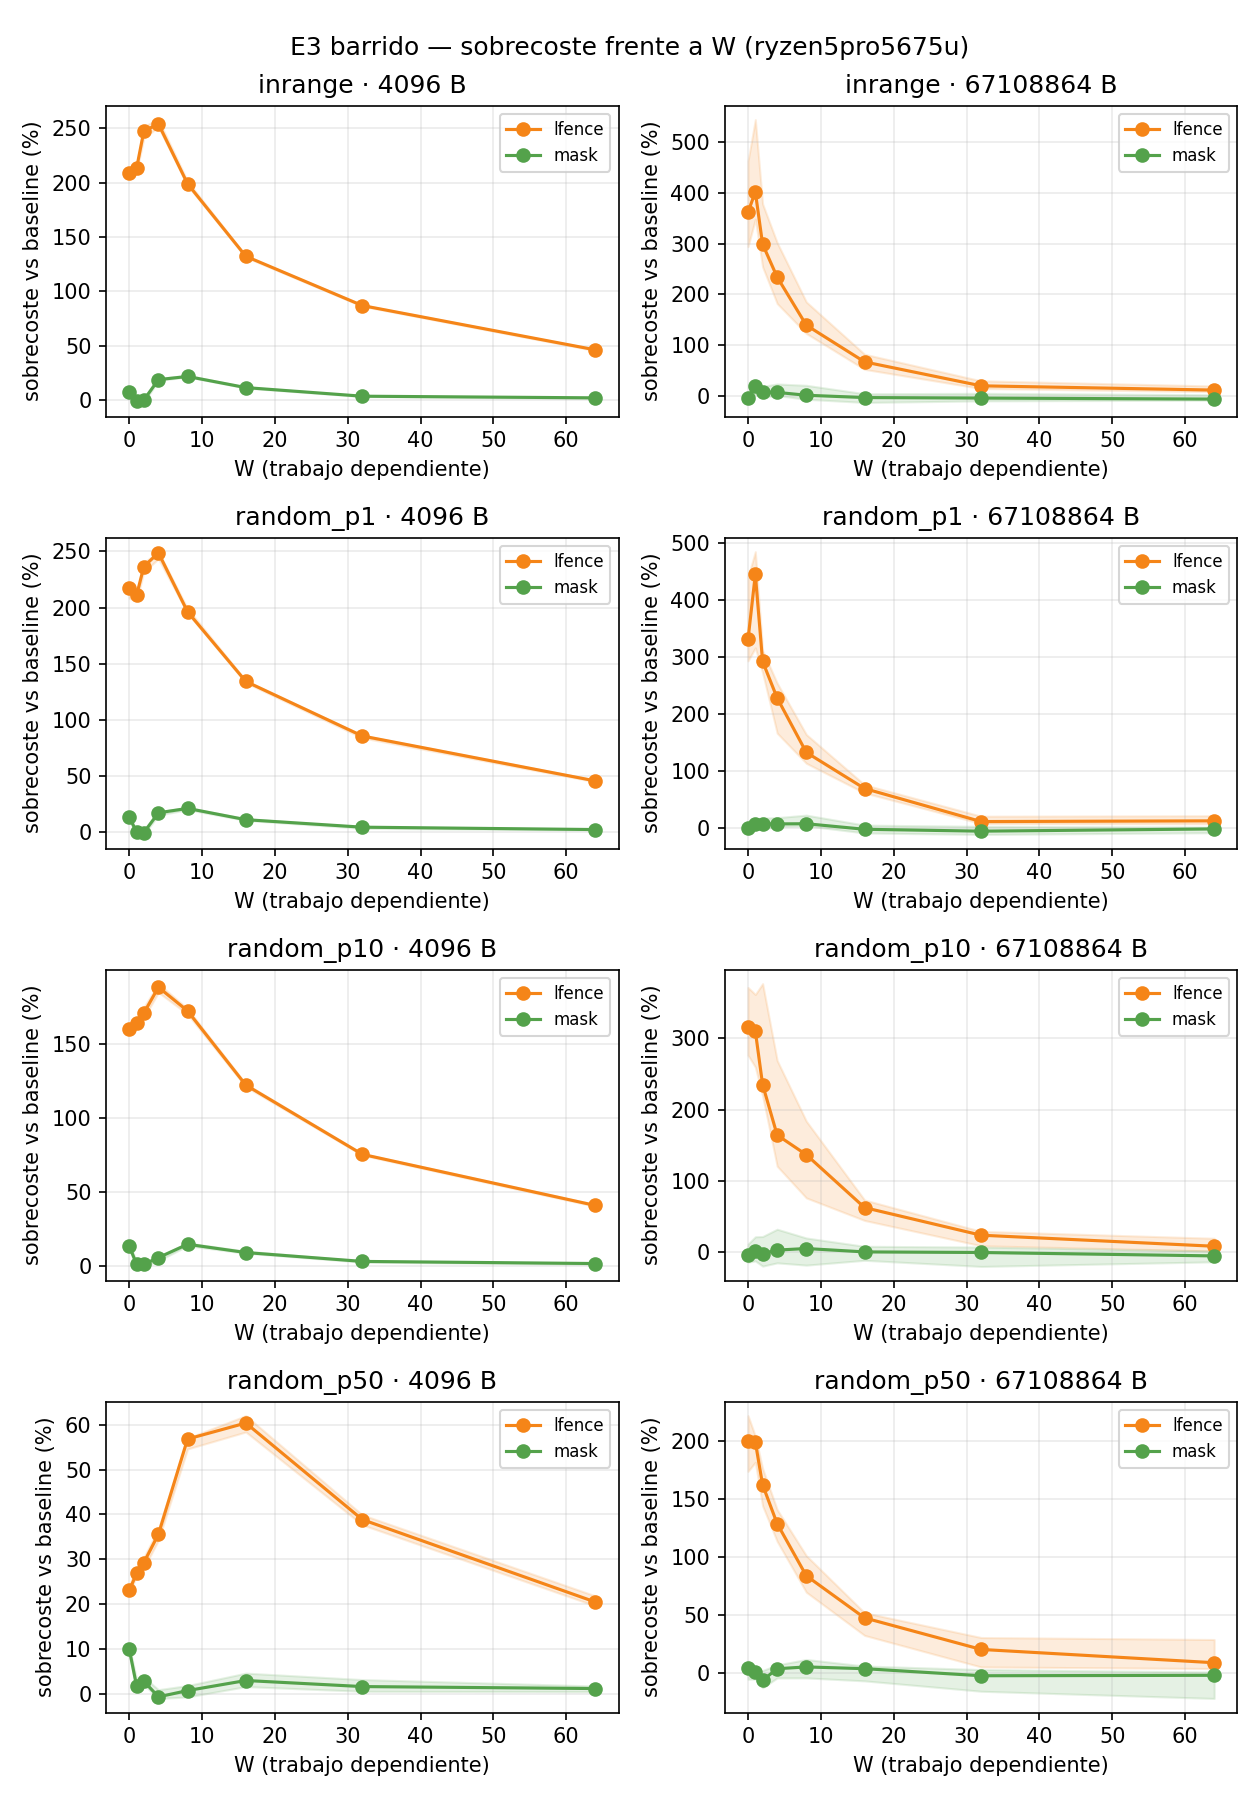 E3 barrido — sobrecoste frente a W (ryzen5pro5675u)
inrange · 4096 B
sobrecoste vs baseline (%)
250
200
150
100
50
0
lfence
mask
0 10 20 30 40 50 60
W (trabajo dependiente)
inrange · 67108864 B
sobrecoste vs baseline (%)
500
400
300
200
100
0
lfence
mask
0 10 20 30 40 50 60
W (trabajo dependiente)
random_p1 · 4096 B
sobrecoste vs baseline (%)
250
200
150
100
50
0
lfence
mask
0 10 20 30 40 50 60
W (trabajo dependiente)
random_p1 · 67108864 B
sobrecoste vs baseline (%)
500
400
300
200
100
0
lfence
mask
0 10 20 30 40 50 60
W (trabajo dependiente)
random_p10 · 4096 B
sobrecoste vs baseline (%)
150
100
50
0
lfence
mask
0 10 20 30 40 50 60
W (trabajo dependiente)
random_p10 · 67108864 B
sobrecoste vs baseline (%)
300
200
100
0
lfence
mask
0 10 20 30 40 50 60
W (trabajo dependiente)
random_p50 · 4096 B
sobrecoste vs baseline (%)
60
50
40
30
20
10
0
lfence
mask
0 10 20 30 40 50 60
W (trabajo dependiente)
random_p50 · 67108864 B
sobrecoste vs baseline (%)
200
150
100
50
0
lfence
mask
0 10 20 30 40 50 60
W (trabajo dependiente)